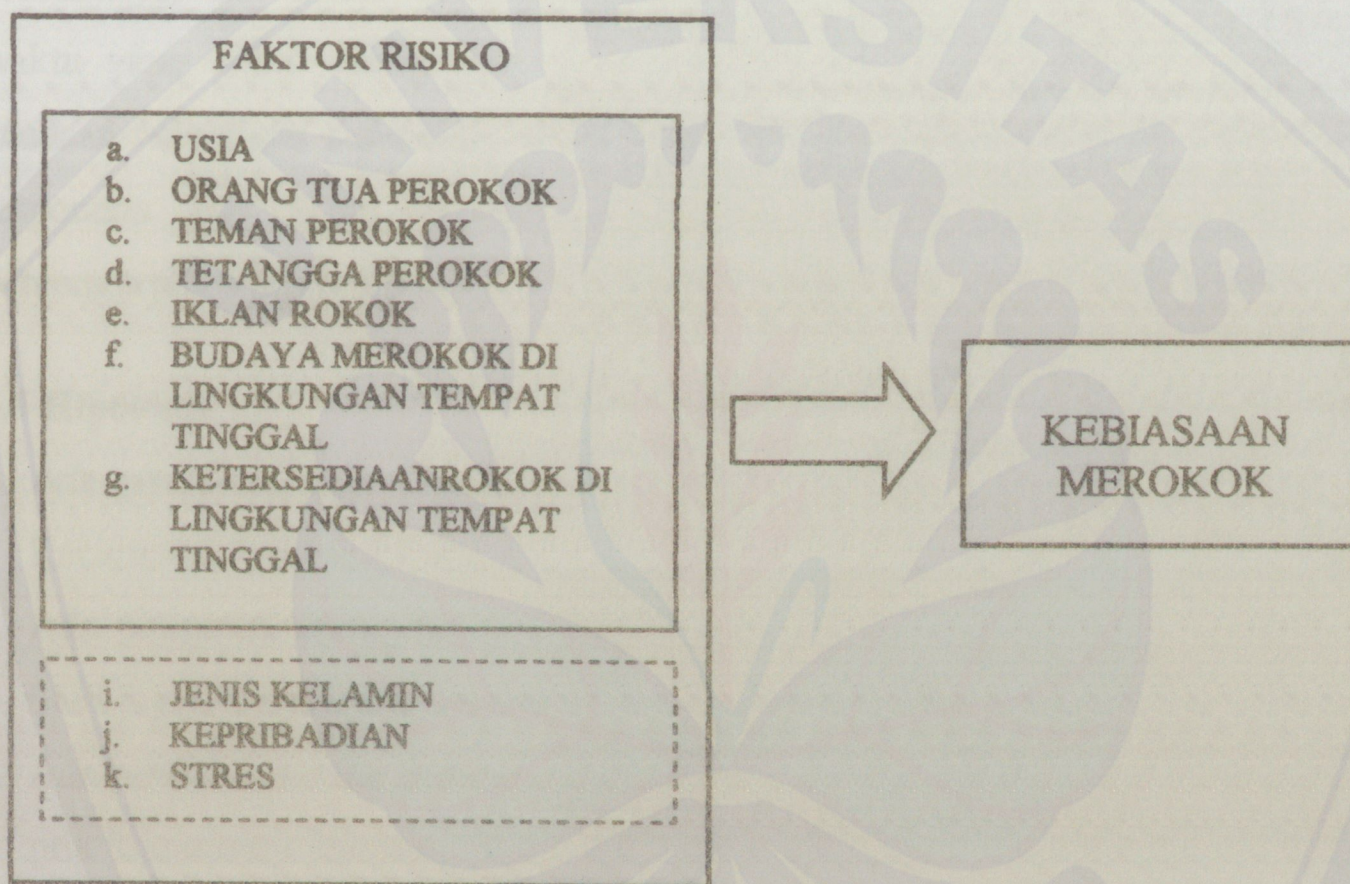 UNIVERSITAS
FAKTOR RISIKO
a. USIA
b. ORANG TUA PEROKOK
c. TEMAN PEROKOK
d. TETANGGA PEROKOK
e. IKLAN ROKOK
f. BUDAYA MEROKOK DI
LINGKUNGAN TEMPAT
TINGGAL
g. KETERSEDIAANROKOK DI
LINGKUNGAN TEMPAT
TINGGAL
i. JENIS KELAMIN
j. KEPRIBADIAN
k. STRES
KEBIASAAN
MEROKOK